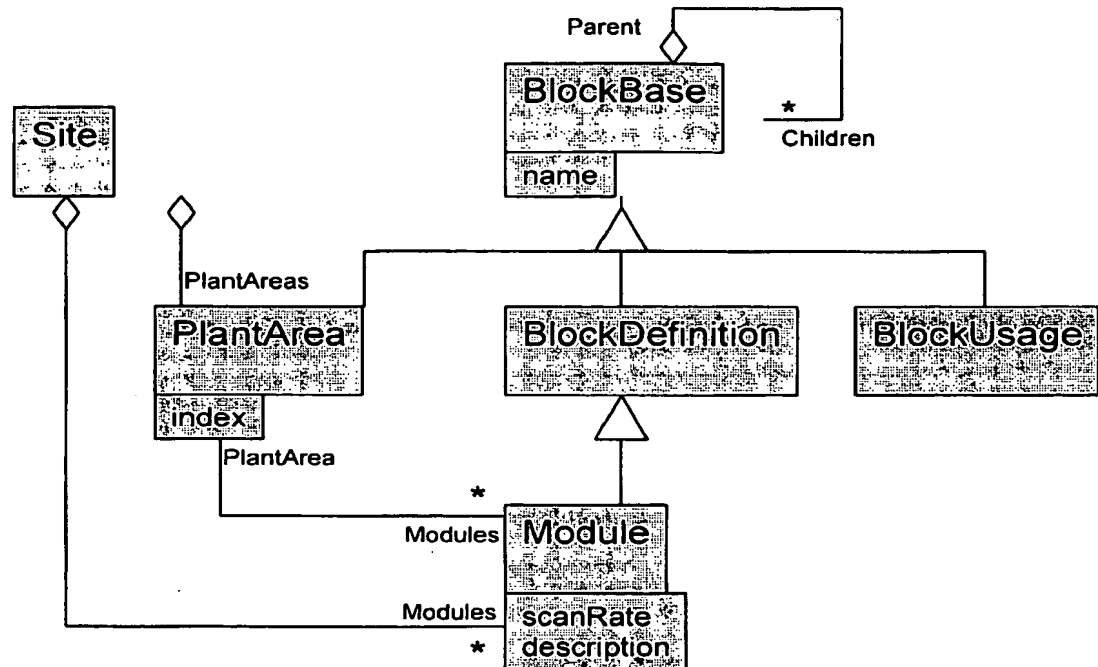 Parent
BlockBase
*
Children
Site
name
PlantAreas
PlantArea
BlockDefinition
BlockUsage
index
PlantArea
*
Modules
Module
Modules
scanRate
*
description